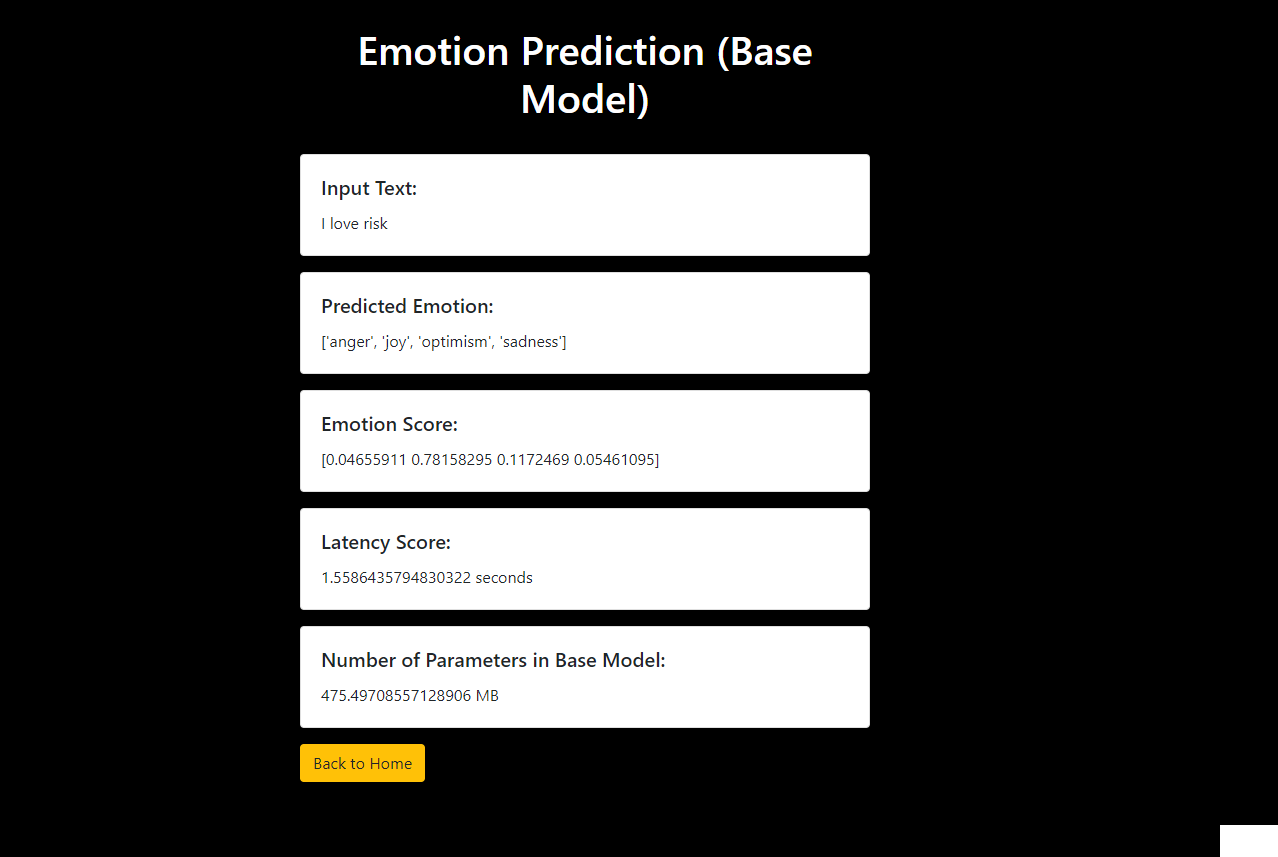 Emotion Prediction (Base
Model)
Input Text:
I love risk
Predicted Emotion:
['anger', 'joy', 'optimism', 'sadness']
Emotion Score:
[0.04655911 0.78158295 0.1172469 0.05461095]
Latency Score:
1.5586435794830322 seconds
Number of Parameters in Base Model:
475.49708557128906 MB
Back to Home